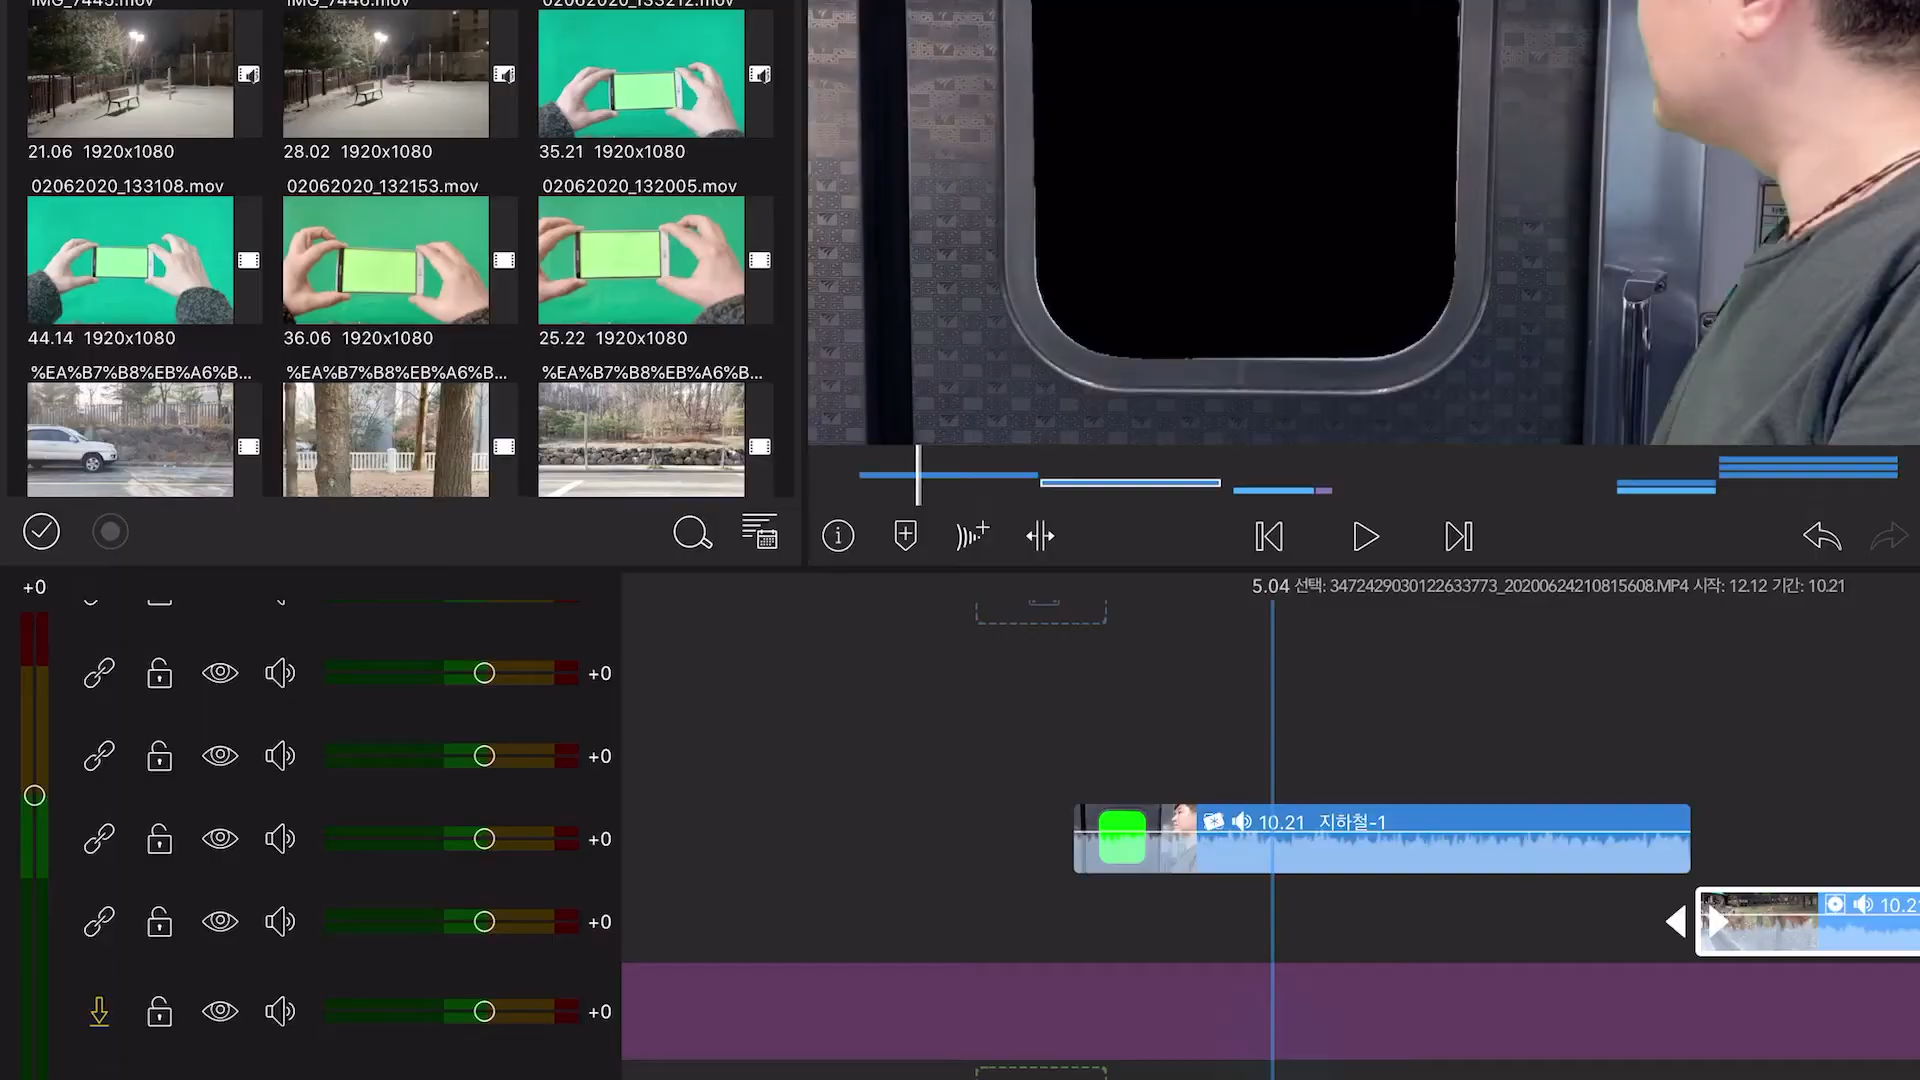 IMG_7445.mov
IMG_7446.mov
02062020_133212.mov
21.06 1920x1080
28.02 1920x1080
35.21 1920x1080
02062020_133108.mov
02062020_132153.mov
02062020_132005.mov
44.14 1920x1080
36.06 1920x1080
25.22 1920x1080
%EA%B7%B8%EB%A6%B...
%EA%B7%B8%EB%A6%B...
%EA%B7%B8%EB%A6%B...
+0
5.04 선택: 3472429030122633773_20200624210815608.MP4 시작: 12.12 기간: 10.21
+0
+0
+0
10.21 지하철-1
+0
10.21
+0